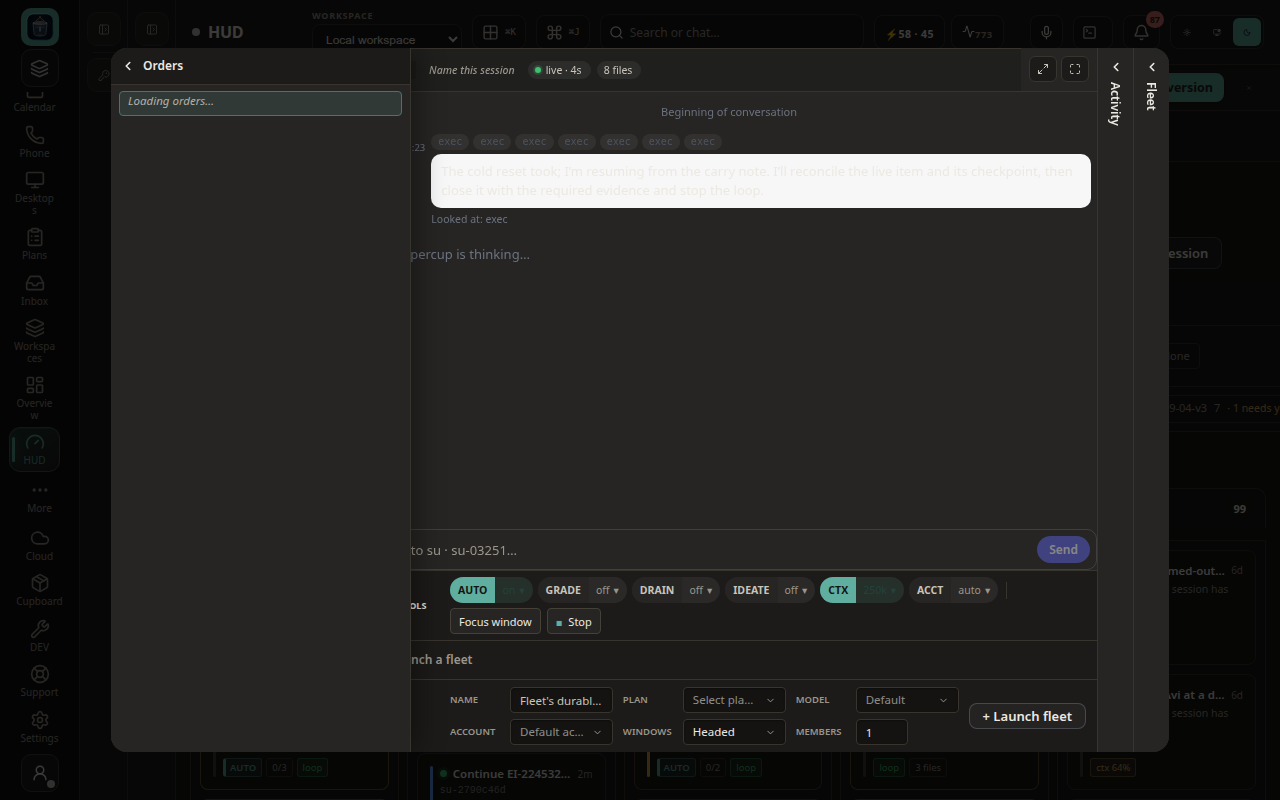 HUD
WORKSPACE
Local workspace
⌘K
⌘J
Search or chat...
⚡58 · 45
773
87
Calendar
Phone
Desktop
s
Plans
Inbox
Workspa
ces
Overvie
w
HUD
More
Cloud
Cupboard
DEV
Support
Settings
Orders
Loading orders...
Name this session
live · 4s
8 files
Activity
Fleet
Beginning of conversation
:23
exec exec exec exec exec exec exec
The cold reset took; I'm resuming from the carry note. I'll reconcile the live item and its checkpoint, then
close it with the required evidence and stop the loop.
Looked at: exec
percup is thinking...
to su · su-03251...
Send
OLS
AUTO
GRADE off ▾
DRAIN off ▾
IDEATE off ▾
CTX
ACCT auto ▾
Focus window
Stop
nch a fleet
NAME Fleet's durabl... PLAN Select pla... MODEL Default
ACCOUNT Default ac... WINDOWS Headed MEMBERS 1
+ Launch fleet
version
ession
one
9-04-v3 7 · 1 needs y
99
med-out... 6d
session has
Avi at a d... 6d
session has
AUTO 0/3 loop
Continue EI-224532... 2m
su-2790c46d
AUTO 0/2 loop
loop 3 files
ctx 64%